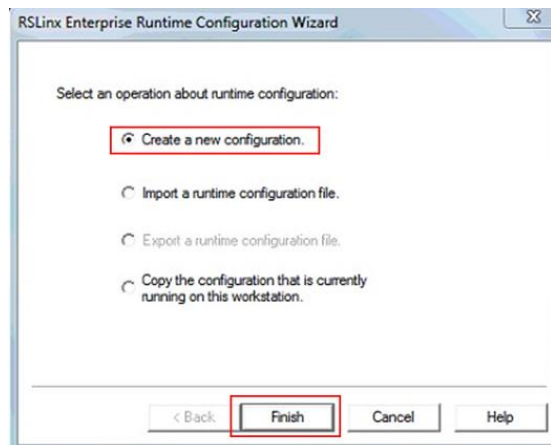 RSLinx Enterprise Runtime Configuration Wizard
Select an operation about runtime configuration:
Create a new configuration.
Import a runtime configuration file.
Export a runtime configuration file.
Copy the configuration that is currently
running on this workstation.
< Back
Finish
Cancel
Help